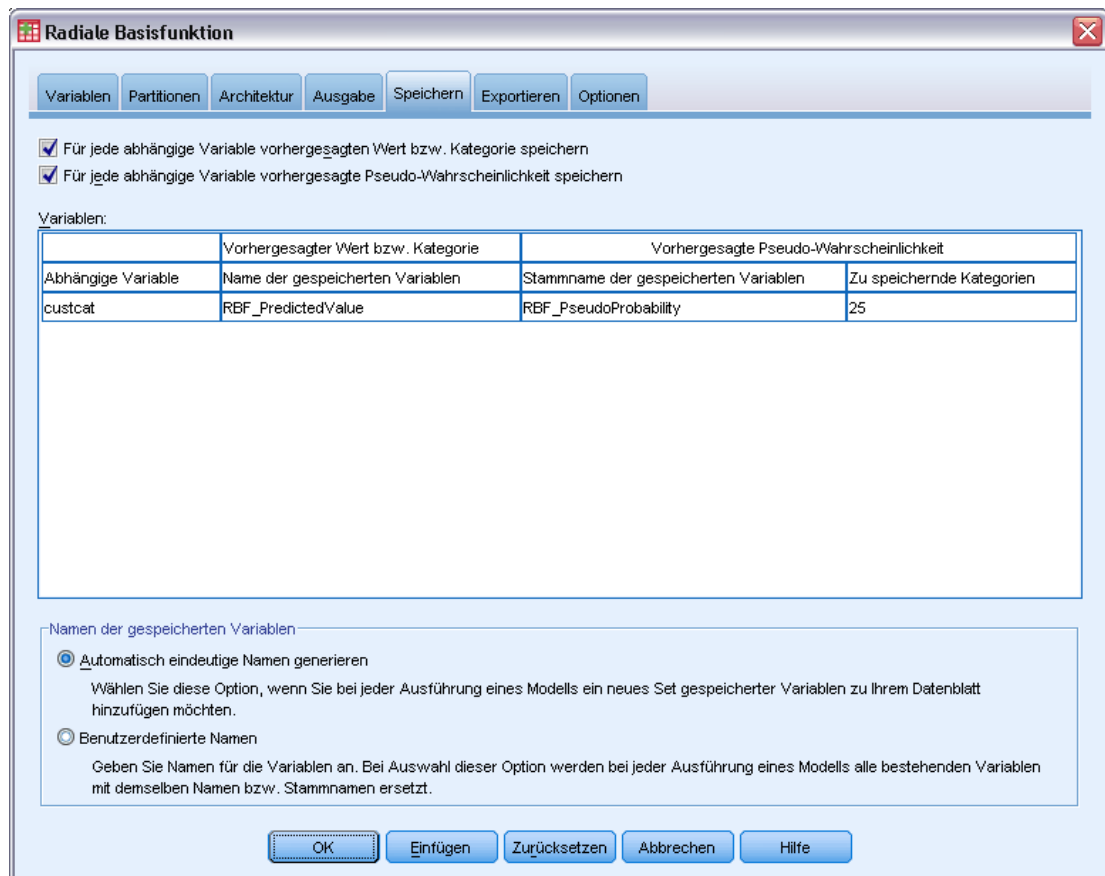 Radiale Basisfunktion
Variablen Partitionen Architektur Ausgabe Speichern Exportieren Optionen
Für jede abhängige Variable vorhergesagten Wert bzw. Kategorie speichern
Für jede abhängige Variable vorhergesagte Pseudo-Wahrscheinlichkeit speichern
Variablen:
Vorhergesagter Wert bzw. Kategorie Vorhergesagte Pseudo-Wahrscheinlichkeit
Abhängige Variable Name der gespeicherten Variablen Stammname der gespeicherten Variablen Zu speichernde Kategorien
custcat RBF_PredictedValue RBF_PseudoProbability 25
Namen der gespeicherten Variablen
Automatisch eindeutige Namen generieren
Wählen Sie diese Option, wenn Sie bei jeder Ausführung eines Modells ein neues Set gespeicherter Variablen zu Ihrem Datenblatt
hinzufügen möchten.
Benutzerdefinierte Namen
Geben Sie Namen für die Variablen an. Bei Auswahl dieser Option werden bei jeder Ausführung eines Modells alle bestehenden Variablen
mit demselben Namen bzw. Stammnamen ersetzt.
OK Einfügen Zurücksetzen Abbrechen Hilfe